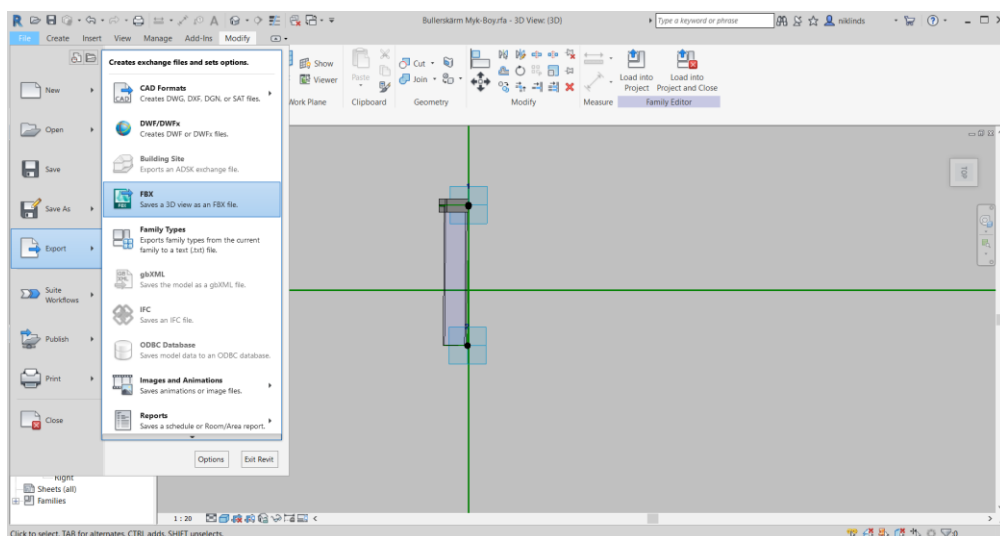 Bullerskärm Myk-Boy.rfa - 3D View: {3D}
Type a keyword or phrase
niklinds
File Create Insert View Manage Add-Ins Modify
New
Open
Save
Save As
Export
Suite
Workflows
Publish
Print
Close
Creates exchange files and sets options.
CAD Formats
Creates DWG, DXF, DGN, or SAT files.
DWF/DWFx
Creates DWF or DWFx files.
Building Site
Exports an ADSK exchange file.
FBX
Saves a 3D view as an FBX file.
Family Types
Exports family types from the current
family to a text (.txt) file.
gbXML
Saves the model as a gbXML file.
IFC
Saves an IFC file.
ODBC Database
Saves model data to an ODBC database.
Images and Animations
Saves animations or image files.
Reports
Saves a schedule or Room/Area report.
Options
Exit Revit
Show
Viewer
Work Plane
Paste
Clipboard
Cut
Join
Geometry
Modify
Measure
Load into
Project
Load into
Project and Close
Family Editor
Right
Sheets (all)
Families
1 : 20
Click to select, TAB for alternates, CTRL adds, SHIFT unselects.
:0